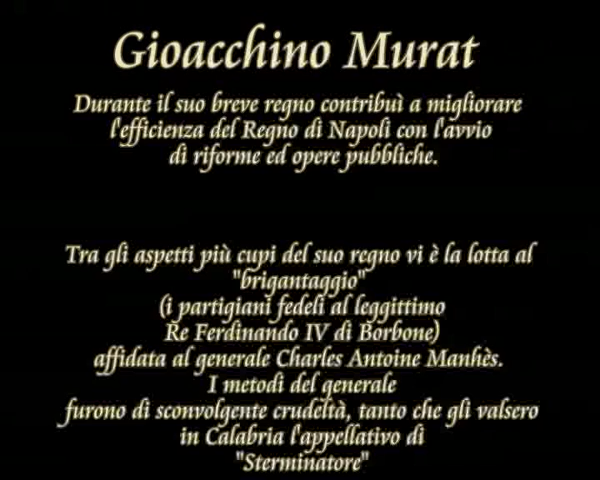 Gioacchino Murat
Durante il suo breve regno contribuì a migliorare
l'efficienza del Regno di Napoli con l'avvio
di riforme ed opere pubbliche.
Tra gli aspetti più cupi del suo regno vi è la lotta al
"brigantaggio"
(i partigiani fedeli al leggittimo
Re Ferdinando IV di Borbone)
affidata al generale Charles Antoine Manhès.
I metodi del generale
furono di sconvolgente crudeltà, tanto che gli valsero
in Calabria l'appellativo di
"Sterminatore"